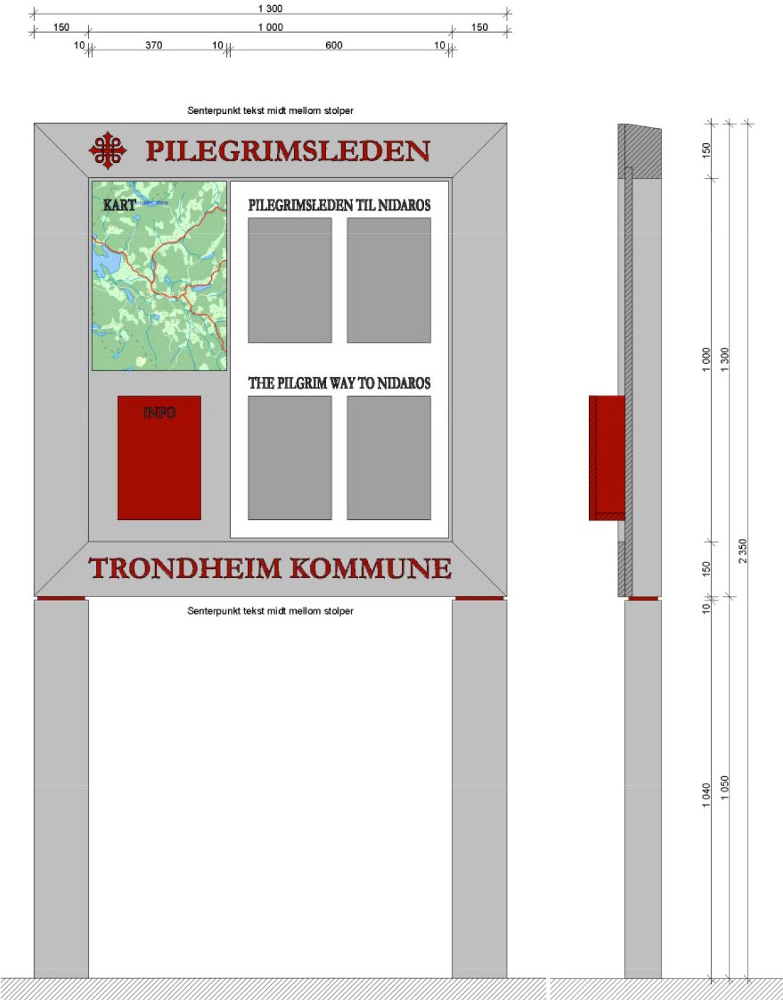 1 300
150 1 000 150
10 370 10 600 10
Senterpunkt tekst midt mellom stolper
PILEGRIMSLEDEN
KART
PILEGRIMSLEDEN TIL NIDAROS
THE PILGRIM WAY TO NIDAROS
INFO
TRONDHEIM KOMMUNE
Senterpunkt tekst midt mellom stolper
150
1 000
1 300
150
2 350
10
1 040
1 050